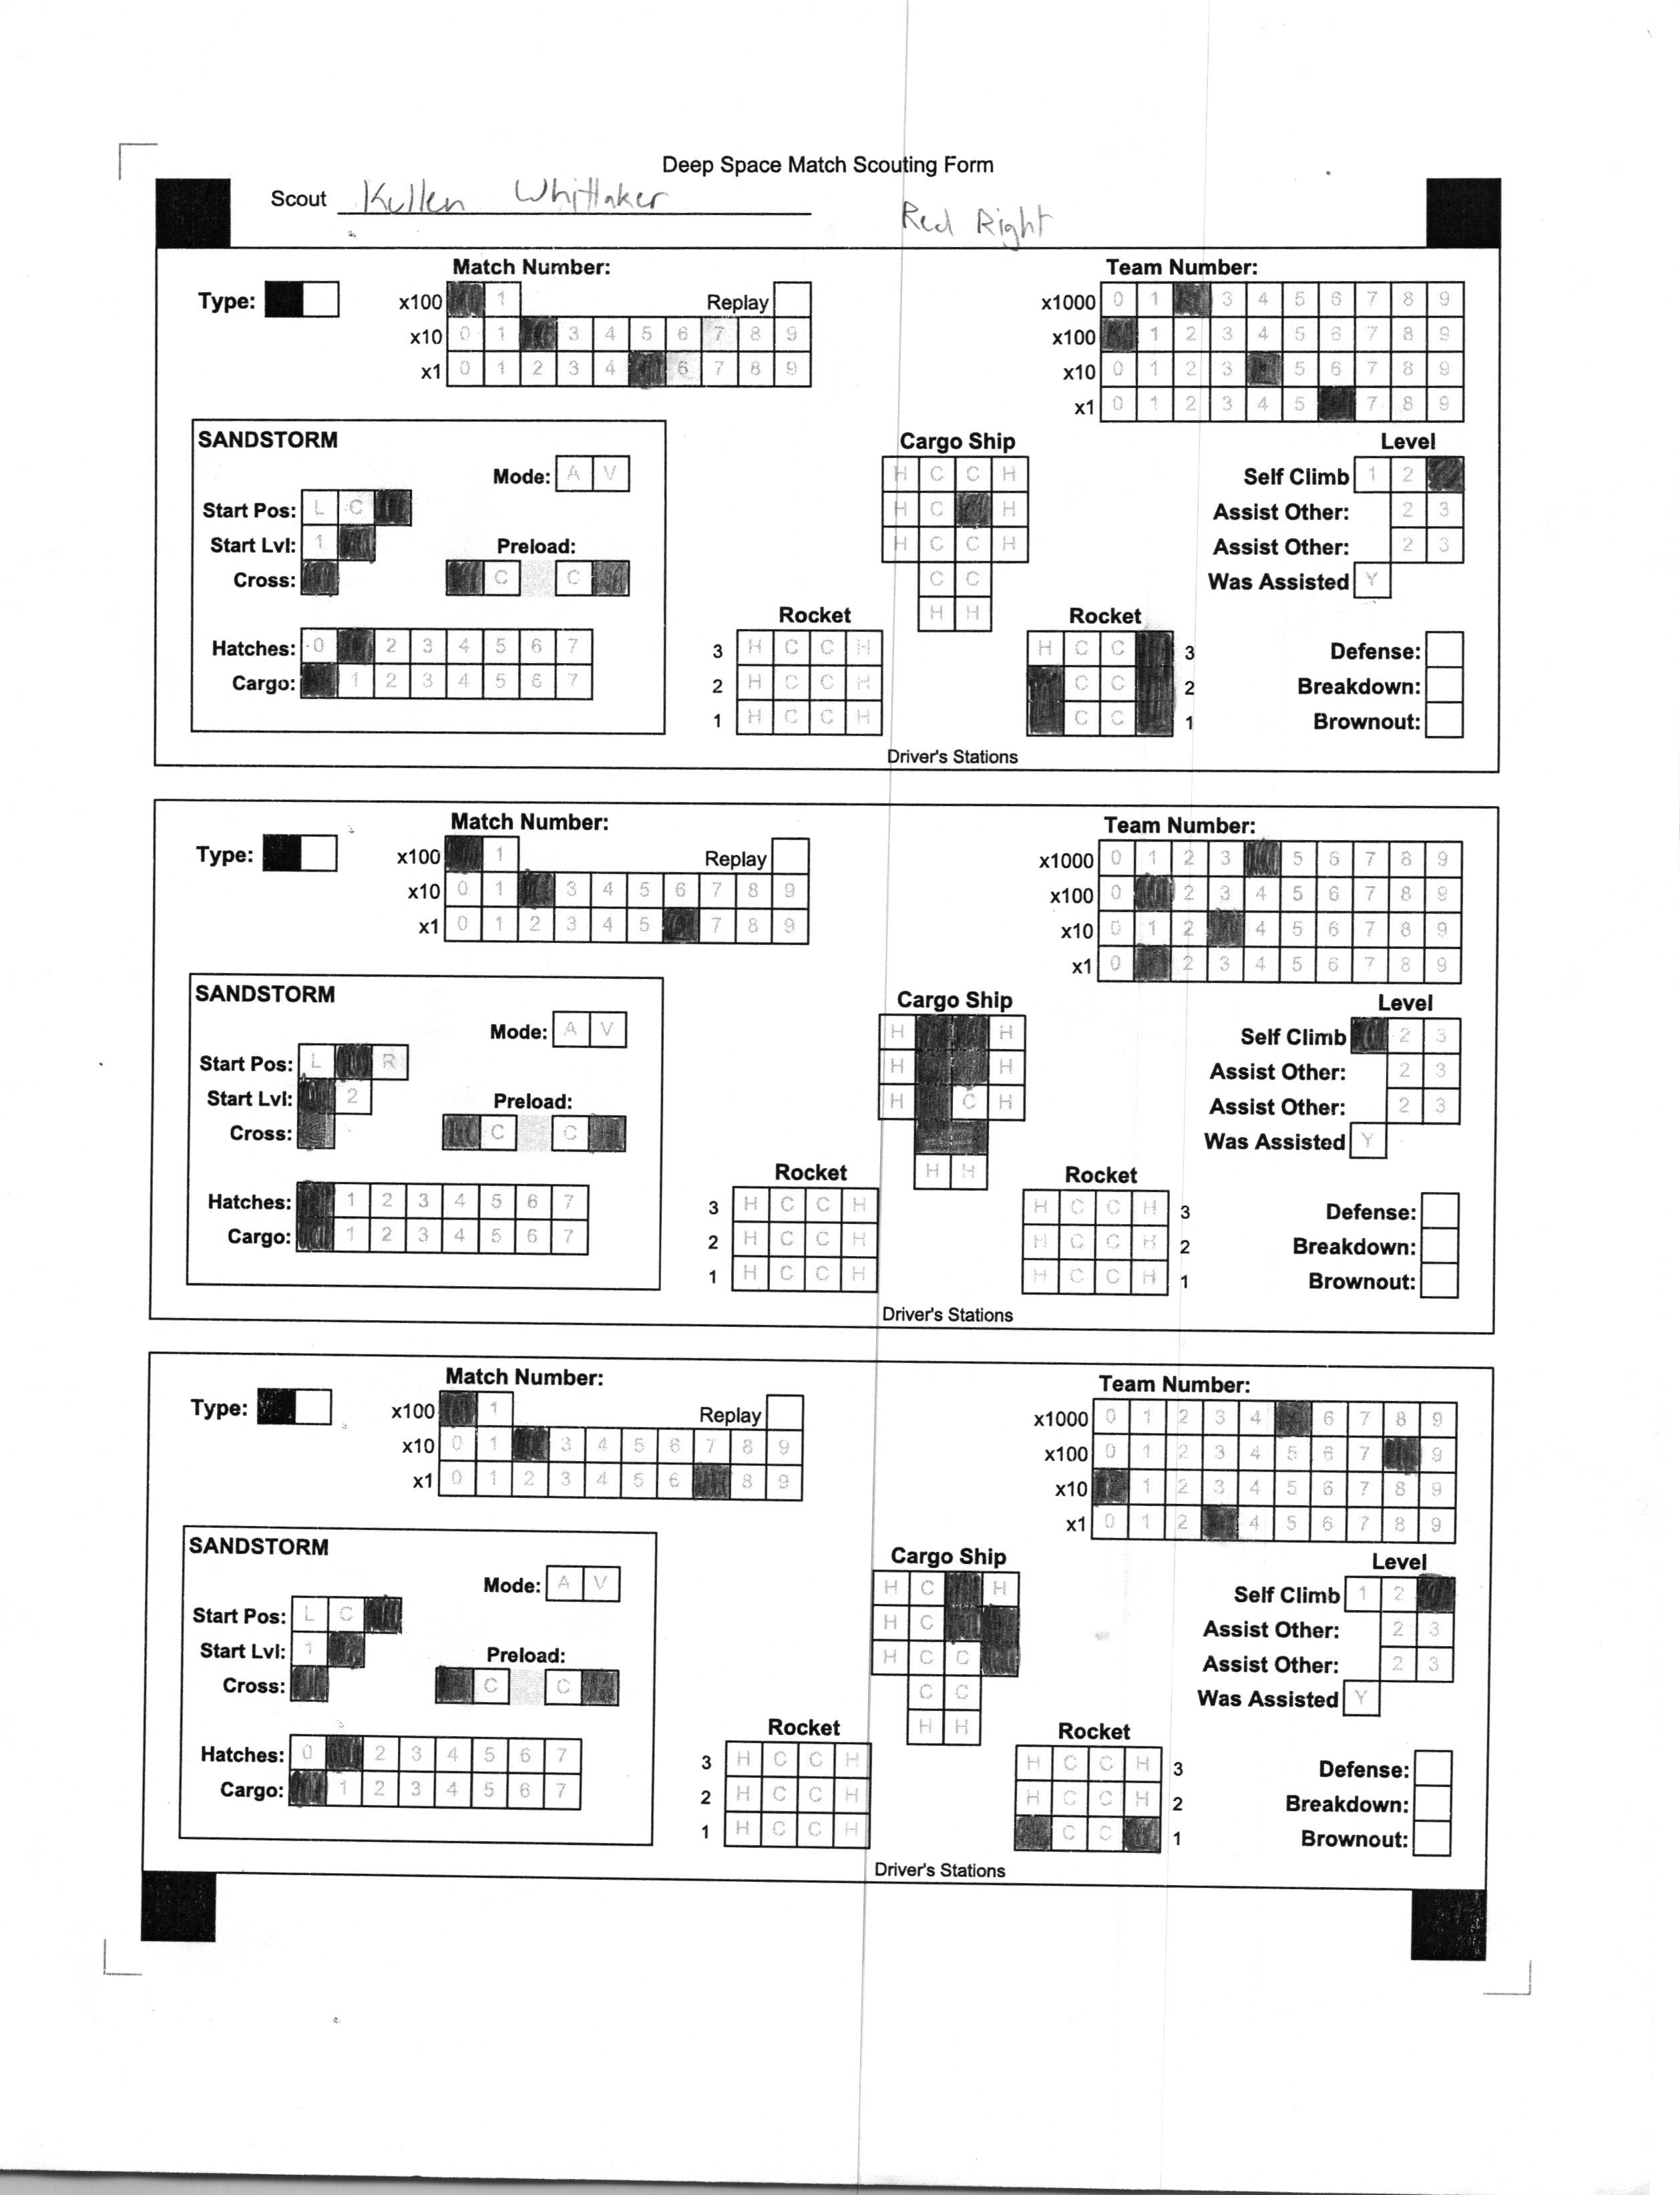 Deep Space Match Scouting Form
Scout Kullen Whittaker
Red Right
Match Number: Team Number:
Type: x100 1 Replay x1000 0 1 3 4 5 6 7 8 9
x10 0 1 3 4 5 6 7 8 9 x100 1 2 3 4 5 6 7 8 9
x1 0 1 2 3 4 6 7 8 9 x10 0 1 2 3 5 6 7 8 9
x1 0 1 2 3 4 5 7 8 9
SANDSTORM Cargo Ship Level
Mode: A V H C C H Self Climb 1 2
Start Pos: L C H C H Assist Other: 2 3
Start Lvl: 1 Preload: H C C H Assist Other: 2 3
Cross: C C C C Was Assisted Y
Rocket H H Rocket
Hatches: 0 2 3 4 5 6 7 3 H C C H H C C 3 Defense:
Cargo: 1 2 3 4 5 6 7 2 H C C H C C 2 Breakdown:
1 H C C H C C 1 Brownout:
Driver's Stations
Match Number: Team Number:
Type: x100 1 Replay x1000 0 1 2 3 5 6 7 8 9
x10 0 1 3 4 5 6 7 8 9 x100 0 2 3 4 5 6 7 8 9
x1 0 1 2 3 4 5 7 8 9 x10 0 1 2 4 5 6 7 8 9
x1 0 2 3 4 5 6 7 8 9
SANDSTORM Cargo Ship Level
Mode: A V H H Self Climb 2 3
Start Pos: L R H H Assist Other: 2 3
Start Lvl: 2 Preload: H C H Assist Other: 2 3
Cross: C C Was Assisted Y
Rocket H H Rocket
Hatches: 1 2 3 4 5 6 7 3 H C C H H C C H 3 Defense:
Cargo: 1 2 3 4 5 6 7 2 H C C H H C C H 2 Breakdown:
1 H C C H H C C H 1 Brownout:
Driver's Stations
Match Number: Team Number:
Type: x100 1 Replay x1000 0 1 2 3 4 6 7 8 9
x10 0 1 3 4 5 6 7 8 9 x100 0 1 2 3 4 5 6 7 9
x1 0 1 2 3 4 5 6 8 9 x10 1 2 3 4 5 6 7 8 9
x1 0 1 2 4 5 6 7 8 9
SANDSTORM Cargo Ship Level
Mode: A V H C H Self Climb 1 2
Start Pos: L C H C Assist Other: 2 3
Start Lvl: 1 Preload: H C C Assist Other: 2 3
Cross: C C C C Was Assisted Y
Rocket H H Rocket
Hatches: 0 2 3 4 5 6 7 3 H C C H H C C H 3 Defense:
Cargo: 1 2 3 4 5 6 7 2 H C C H H C C H 2 Breakdown:
1 H C C H C C 1 Brownout:
Driver's Stations